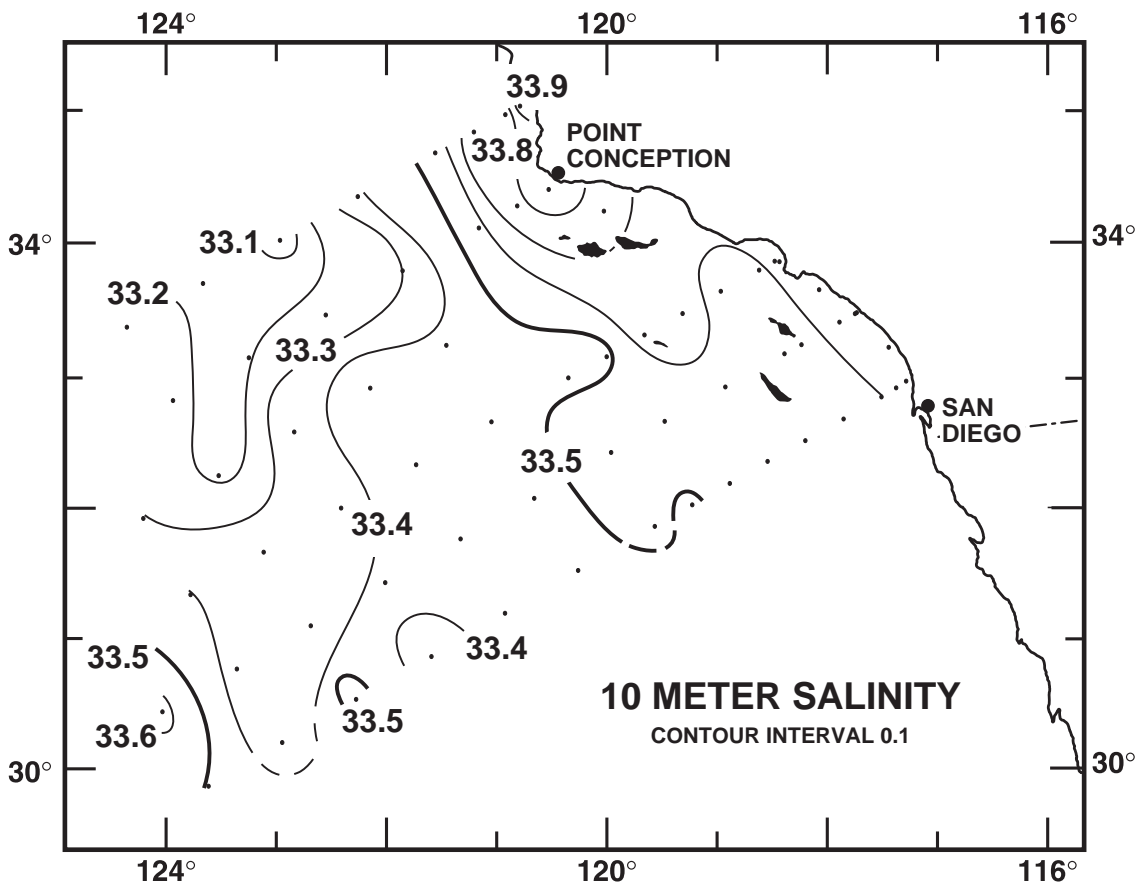 124° 120° 116°
33.9
POINT
CONCEPTION
33.8
34° 33.1 34°
33.2
33.3
SAN
DIEGO
33.5
33.4
33.4
33.5
10 METER SALINITY
33.5
33.6
CONTOUR INTERVAL 0.1
30° 30°
124° 120° 116°